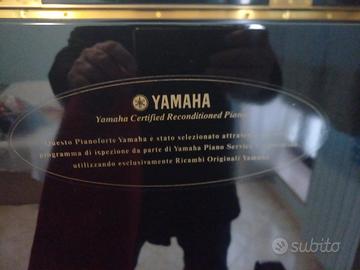 YAMAHA
Yamaha Certified Reconditioned Piano
Questo Pianoforte Yamaha è stato selezionato
programma di ispezione da parte di Yamaha Piano Service
utilizzando esclusivamente Ricambi Originali Yamaha
subito